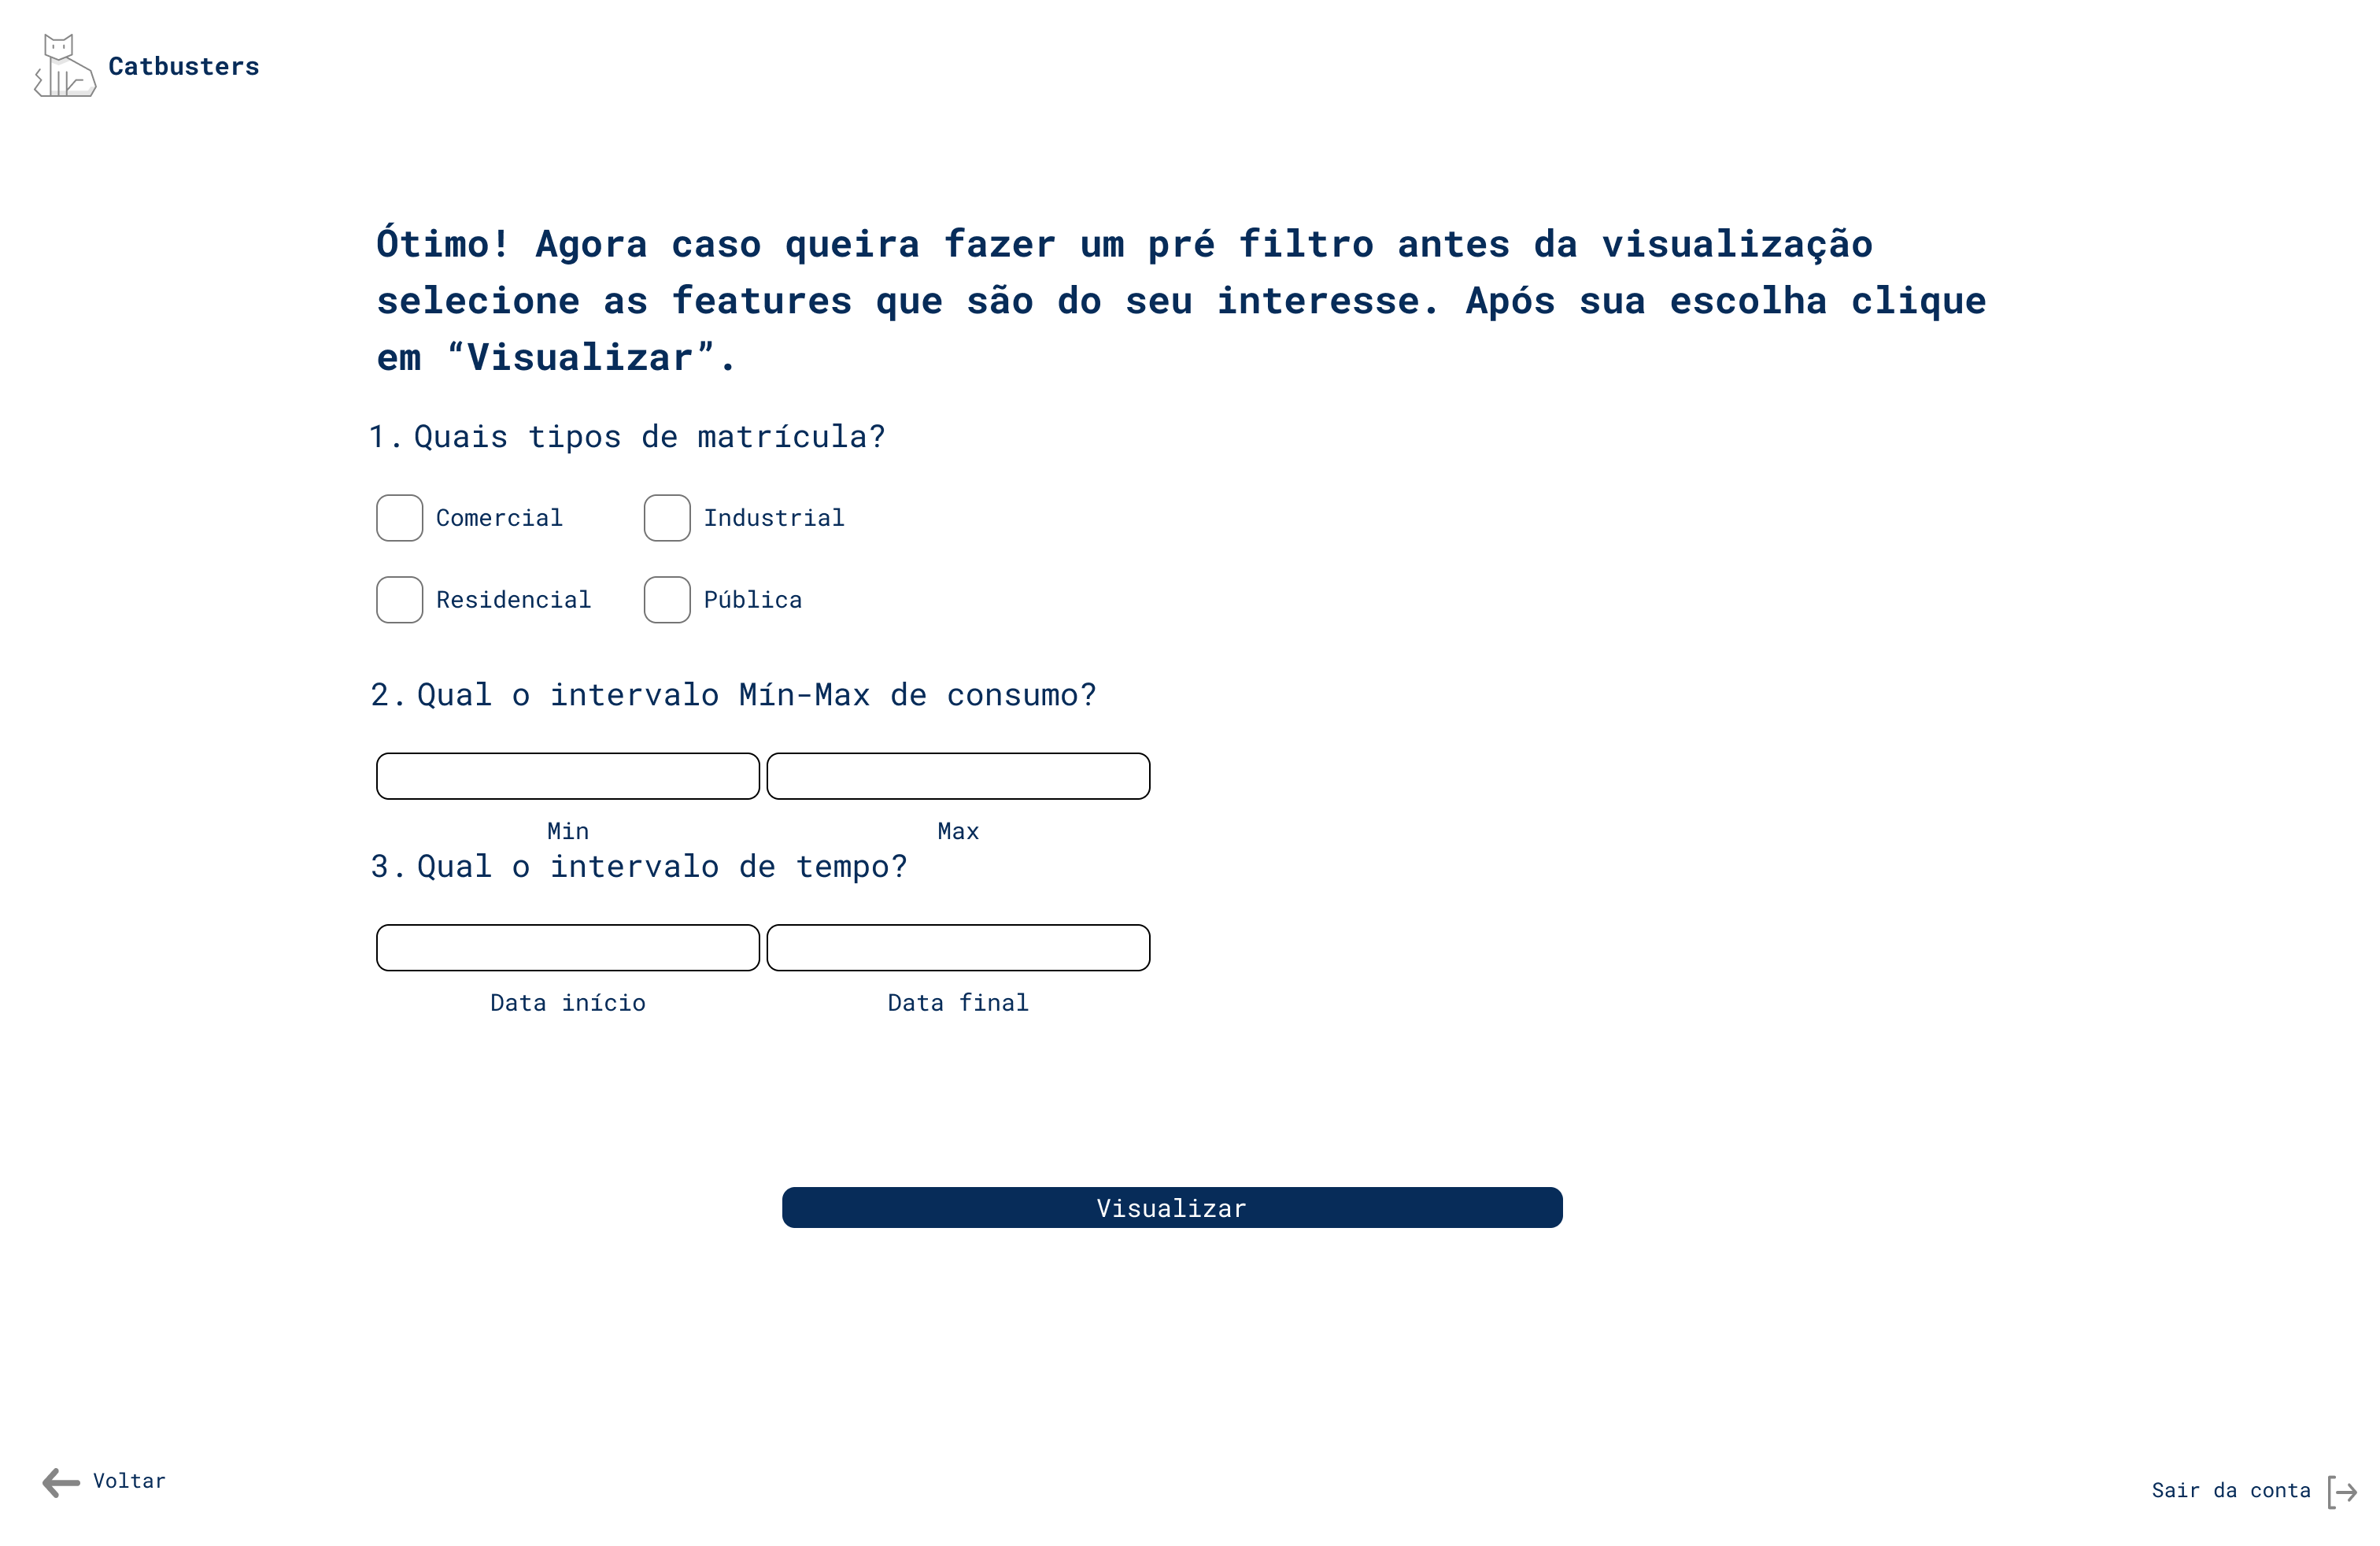 Catbusters
Ótimo! Agora caso queira fazer um pré filtro antes da visualização
selecione as features que são do seu interesse. Após sua escolha clique
em “Visualizar”.
1. Quais tipos de matrícula?
Comercial Industrial
Residencial Pública
2. Qual o intervalo Mín-Max de consumo?
Min Max
3. Qual o intervalo de tempo?
Data início Data final
Visualizar
Voltar
Sair da conta